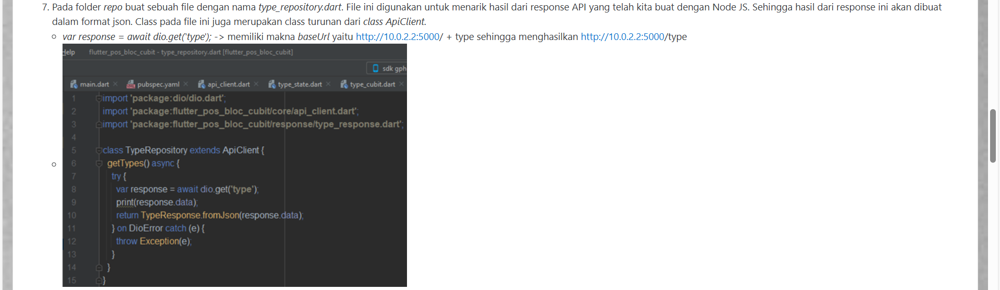 7. Pada folder repo buat sebuah file dengan nama type_repository.dart. File ini digunakan untuk menarik hasil dari response API yang telah kita buat dengan Node JS. Sehingga hasil dari response ini akan dibuat
dalam format json. Class pada file ini juga merupakan class turunan dari class ApiClient.
var response = await dio.get('type'); -> memiliki makna baseUrl yaitu http://10.0.2.2:5000/ + type sehingga menghasilkan http://10.0.2.2:5000/type
Help flutter_pos_bloc_cubit - type_repository.dart [flutter_pos_bloc_cubit]
sdk gph
main.dart pubspec.yaml api_client.dart type_state.dart type_cubit.dart
1 import 'package:dio/dio.dart';
2 import 'package:flutter_pos_bloc_cubit/core/api_client.dart';
3 import 'package:flutter_pos_bloc_cubit/response/type_response.dart';
4
5 class TypeRepository extends ApiClient {
6 getTypes() async {
7 try {
8 var response = await dio.get('type');
9 print(response.data);
10 return TypeResponse.fromJson(response.data);
11 } on DioError catch (e) {
12 throw Exception(e);
13 }
14 }
15 }